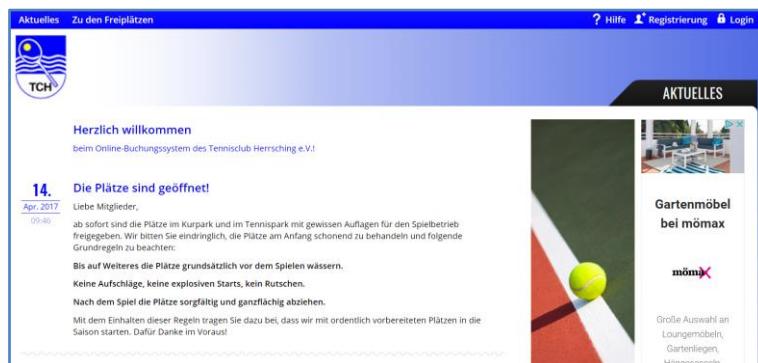 Aktuelles Zu den Freiplätzen ? Hilfe Registrierung Login
TCH
AKTUELLES
Herzlich willkommen
beim Online-Buchungssystem des Tennisclub Herrsching e.V.!
14.
Apr. 2017
09:46
Die Plätze sind geöffnet!
Liebe Mitglieder,
ab sofort sind die Plätze im Kurpark und im Tennispark mit gewissen Auflagen für den Spielbetrieb
freigegeben. Wir bitten Sie eindringlich, die Plätze am Anfang schonend zu behandeln und folgende
Grundregeln zu beachten:
Bis auf Weiteres die Plätze grundsätzlich vor dem Spielen wässern.
Keine Aufschläge, keine explosiven Starts, kein Rutschen.
Nach dem Spiel die Plätze sorgfältig und ganzflächig abziehen.
Mit dem Einhalten dieser Regeln tragen Sie dazu bei, dass wir mit ordentlich vorbereiteten Plätzen in die
Saison starten. Dafür Danke im Voraus!
Gartenmöbel
bei mömax
mömax
Große Auswahl an
Loungemöbeln,
Gartenliegen,